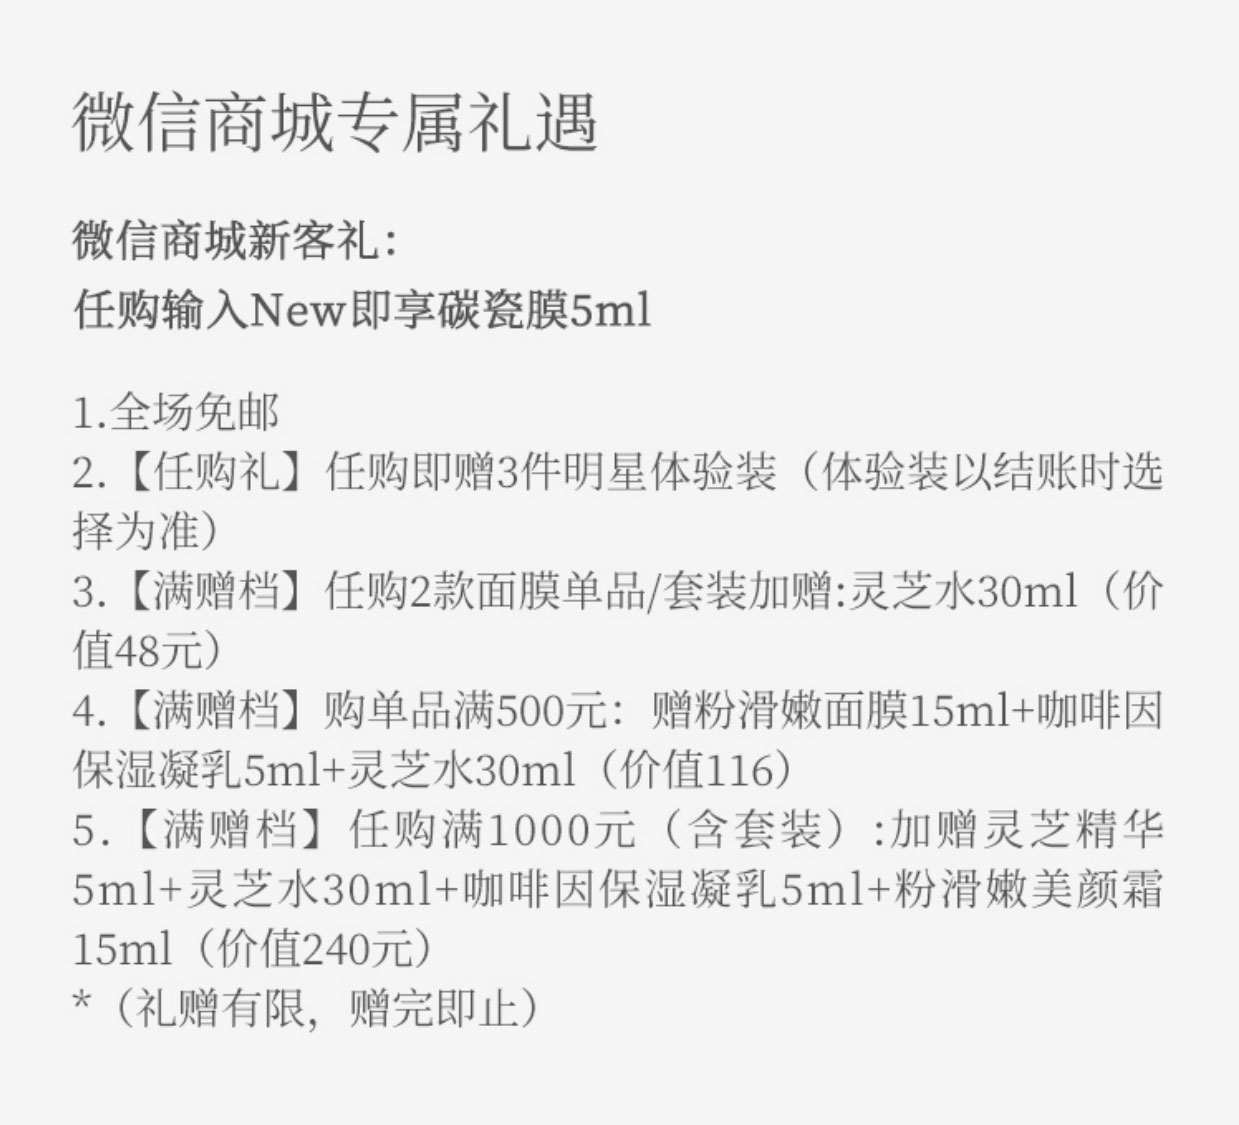 微信商城专属礼遇
微信商城新客礼：
任购输入New即享碳瓷膜5ml
1.全场免邮
2.【任购礼】任购即赠3件明星体验装（体验装以结账时选
择为准）
3.【满赠档】任购2款面膜单品/套装加赠:灵芝水30ml（价
值48元）
4.【满赠档】购单品满500元：赠粉滑嫩面膜15ml+咖啡因
保湿凝乳5ml+灵芝水30ml（价值116）
5.【满赠档】任购满1000元（含套装）:加赠灵芝精华
5ml+灵芝水30ml+咖啡因保湿凝乳5ml+粉滑嫩美颜霜
15ml（价值240元）
*（礼赠有限，赠完即止）